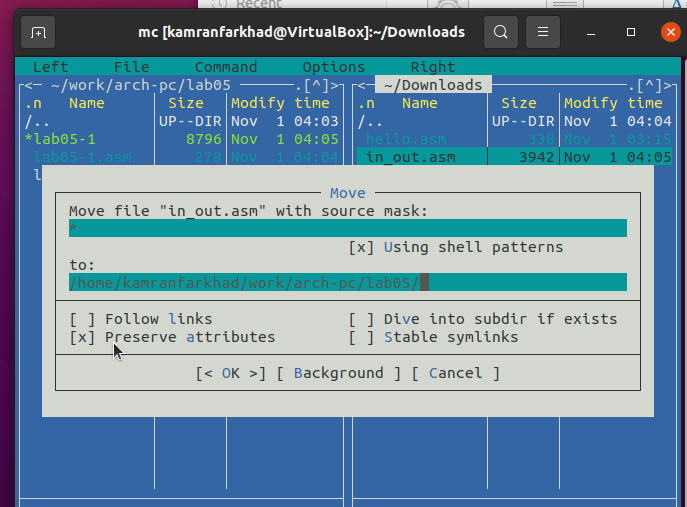 Recent
mc [kamranfarkhad@VirtualBox]:~/Downloads
Left File Command Options Right
<─ ~/work/arch-pc/lab05 ─.[^]> <─ ~/Downloads ─.[^]>
.n Name Size Modify time .n Name Size Modify time
/.. UP--DIR Nov 1 04:03 /.. UP--DIR Nov 1 04:04
*lab05-1 8796 Nov 1 04:05 hello.asm 338 Nov 1 03:15
lab05-1.asm 278 Nov 1 04:05 in_out.asm 3942 Nov 1 04:05
l
Move
Move file "in_out.asm" with source mask:
*
[x] Using shell patterns
to:
/home/kamranfarkhad/work/arch-pc/lab05/
[ ] Follow links [ ] Dive into subdir if exists
[x] Preserve attributes [ ] Stable symlinks
[< OK >] [ Background ] [ Cancel ]